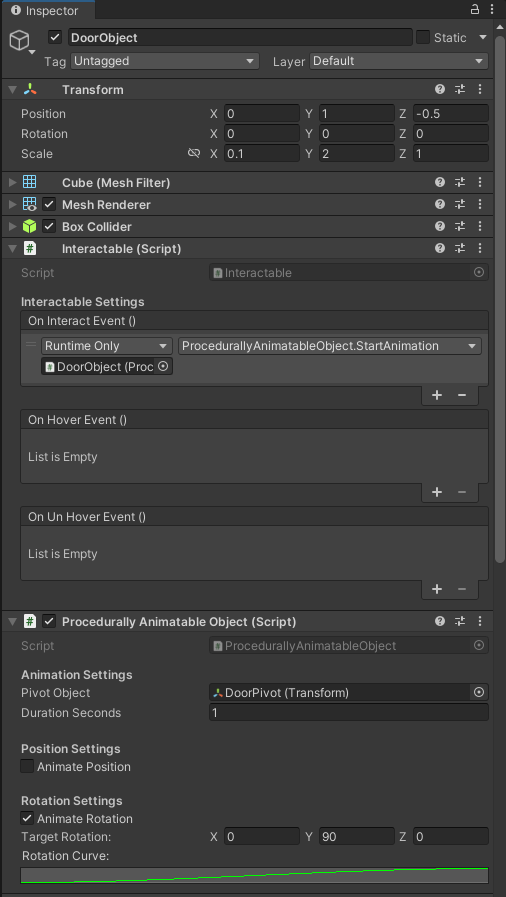 Inspector
DoorObject Static
Tag Untagged Layer Default
Transform
Position X 0 Y 1 Z -0.5
Rotation X 0 Y 0 Z 0
Scale X 0.1 Y 2 Z 1
Cube (Mesh Filter)
Mesh Renderer
Box Collider
# Interactable (Script)
Script # Interactable
Interactable Settings
On Interact Event ()
Runtime Only ProcedurallyAnimatableObject.StartAnimation
# DoorObject (Proc
+ −
On Hover Event ()
List is Empty
+ −
On Un Hover Event ()
List is Empty
+ −
# Procedurally Animatable Object (Script)
Script # ProcedurallyAnimatableObject
Animation Settings
Pivot Object DoorPivot (Transform)
Duration Seconds 1
Position Settings
Animate Position
Rotation Settings
Animate Rotation
Target Rotation: X 0 Y 90 Z 0
Rotation Curve: